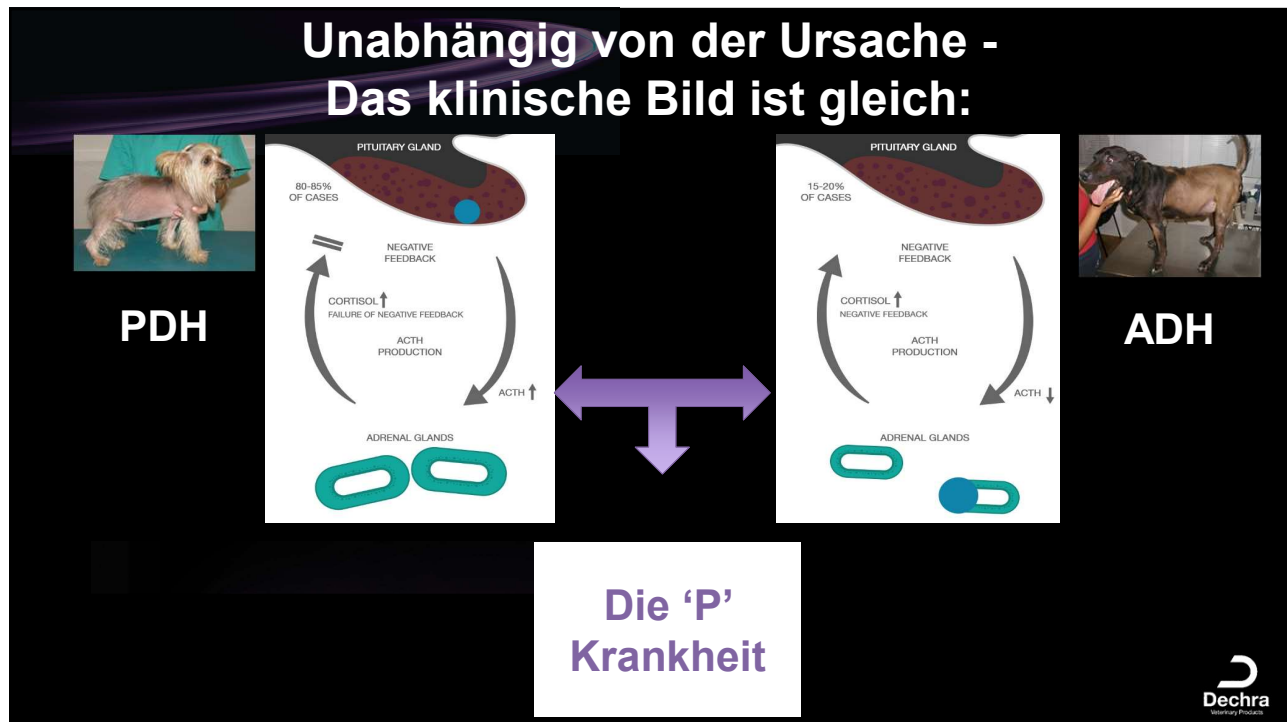 Unabhängig von der Ursache -
Das klinische Bild ist gleich:
PDH
PITUITARY GLAND
80-85%
OF CASES
NEGATIVE
FEEDBACK
CORTISOL
FAILURE OF NEGATIVE FEEDBACK
ACTH
PRODUCTION
ACTH
ADRENAL GLANDS
PITUITARY GLAND
15-20%
OF CASES
NEGATIVE
FEEDBACK
CORTISOL
NEGATIVE FEEDBACK
ACTH
PRODUCTION
ACTH
ADRENAL GLANDS
ADH
Die ‘P’
Krankheit
Dechra
Veterinary Products